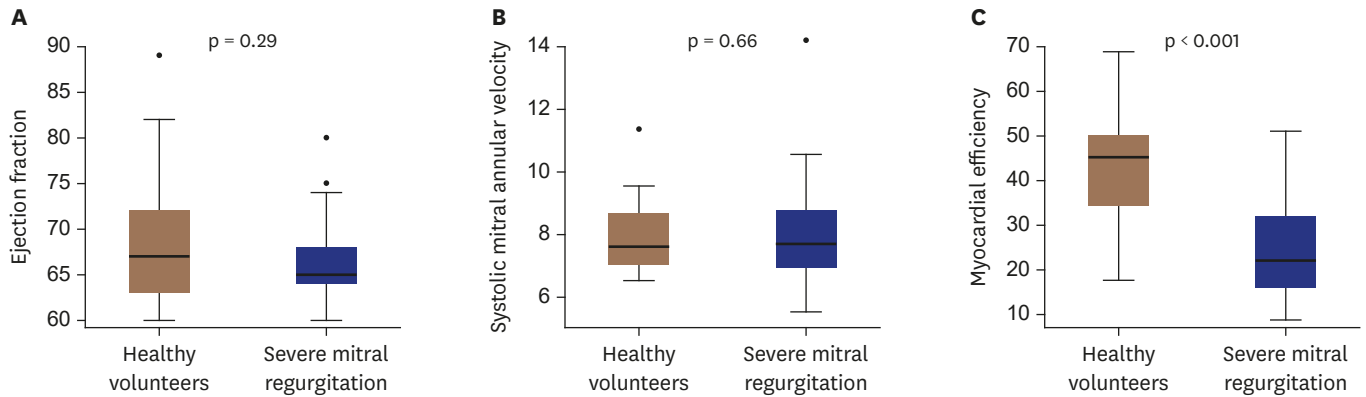 A
p = 0.29
Ejection fraction
90
85
80
75
70
65
60
Healthy
volunteers
Severe mitral
regurgitation
B
p = 0.66
Systolic mitral annular velocity
14
12
10
8
6
Healthy
volunteers
Severe mitral
regurgitation
C
p < 0.001
Myocardial efficiency
70
60
50
40
30
20
10
Healthy
volunteers
Severe mitral
regurgitation